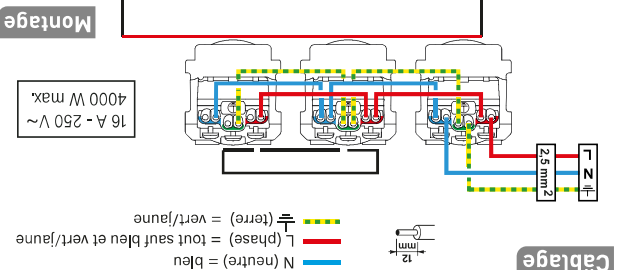 Câblage
12
mm
N (neutre) = bleu
L (phase) = tout sauf bleu et vert/jaune
(terre) = vert/jaune
N
L
2,5 mm²
16 A - 250 V~
4000 W max.
Montage